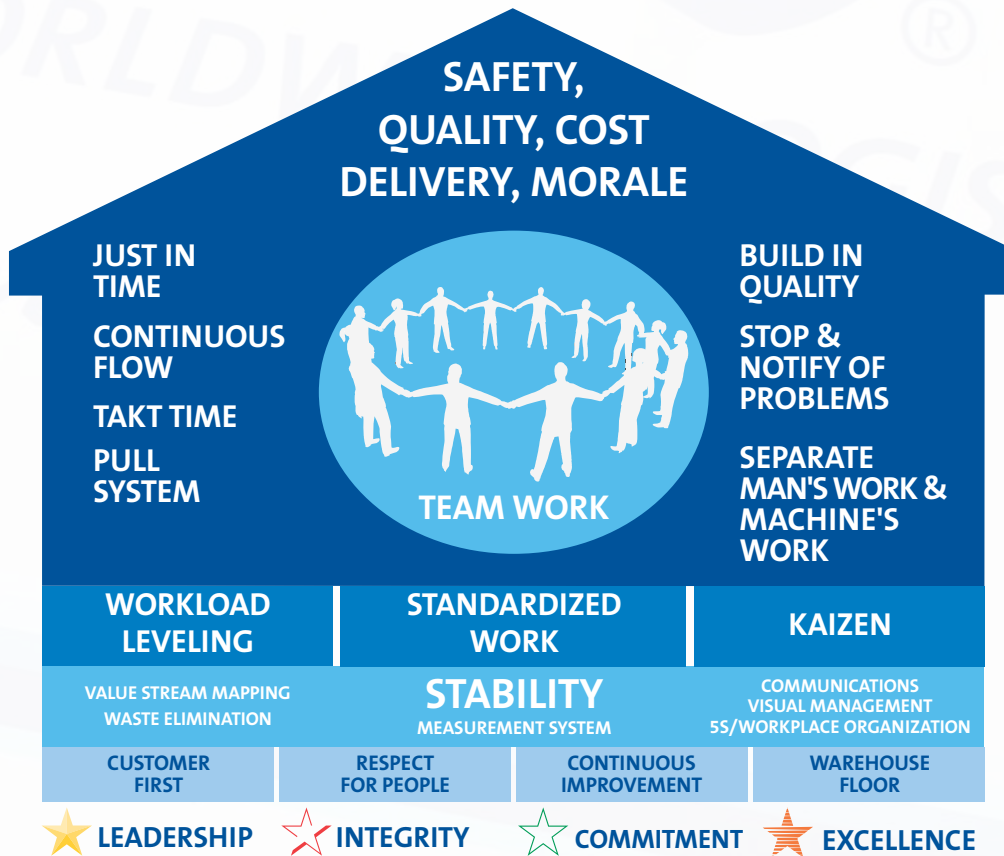 SAFETY,
QUALITY, COST
DELIVERY, MORALE
JUST IN
TIME
CONTINUOUS
FLOW
TAKT TIME
PULL
SYSTEM
TEAM WORK
BUILD IN
QUALITY
STOP &
NOTIFY OF
PROBLEMS
SEPARATE
MAN'S WORK &
MACHINE'S
WORK
WORKLOAD
LEVELING
STANDARDIZED
WORK
KAIZEN
VALUE STREAM MAPPING
WASTE ELIMINATION
STABILITY
MEASUREMENT SYSTEM
COMMUNICATIONS
VISUAL MANAGEMENT
5S/WORKPLACE ORGANIZATION
CUSTOMER
FIRST
RESPECT
FOR PEOPLE
CONTINUOUS
IMPROVEMENT
WAREHOUSE
FLOOR
LEADERSHIP
INTEGRITY
COMMITMENT
EXCELLENCE